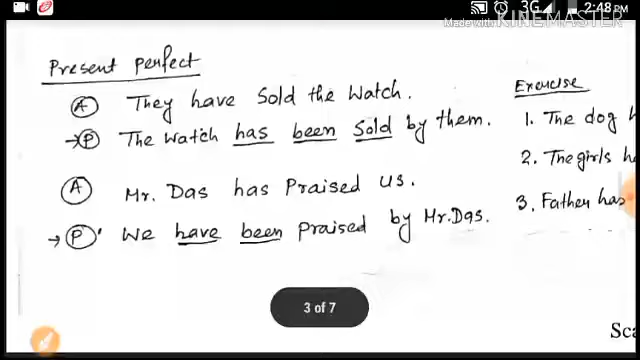 3G 2:48 PM
Made with KINEMASTER
Present perfect
(A) They have sold the watch.
→(P) The watch has been sold by them.
(A) Mr. Das has praised us.
→(P) We have been praised by Mr. Das.
Exercise
1. The dog
2. The girls
3. Father has
3 of 7